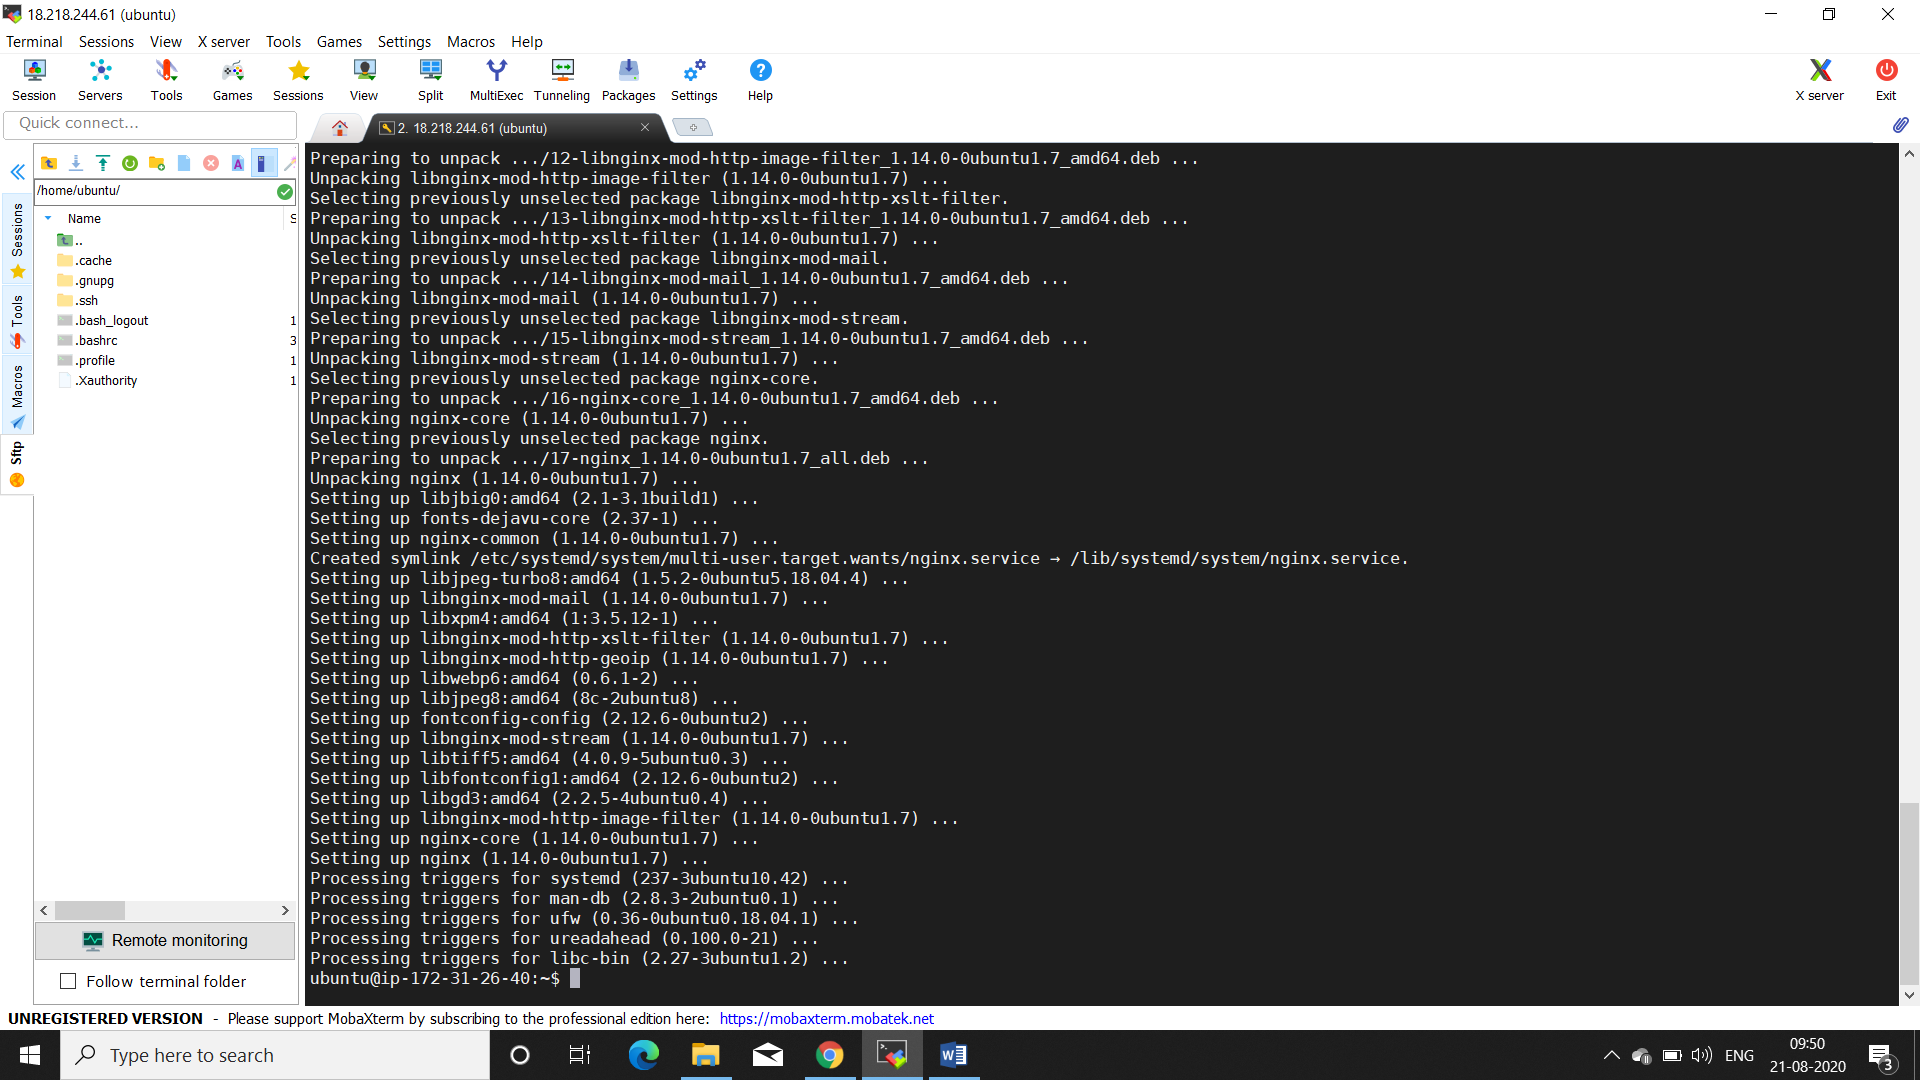 18.218.244.61 (ubuntu)
Terminal Sessions View X server Tools Games Settings Macros Help
Session Servers Tools Games Sessions View Split MultiExec Tunneling Packages Settings Help X server Exit
Quick connect...
2. 18.218.244.61 (ubuntu)
/home/ubuntu/
Name S
..
.cache
.gnupg
.ssh
.bash_logout 1
.bashrc 3
.profile 1
.Xauthority 1
Sessions
Tools
Macros
Sftp
Remote monitoring
Follow terminal folder
Preparing to unpack .../12-libnginx-mod-http-image-filter_1.14.0-0ubuntu1.7_amd64.deb ...
Unpacking libnginx-mod-http-image-filter (1.14.0-0ubuntu1.7) ...
Selecting previously unselected package libnginx-mod-http-xslt-filter.
Preparing to unpack .../13-libnginx-mod-http-xslt-filter_1.14.0-0ubuntu1.7_amd64.deb ...
Unpacking libnginx-mod-http-xslt-filter (1.14.0-0ubuntu1.7) ...
Selecting previously unselected package libnginx-mod-mail.
Preparing to unpack .../14-libnginx-mod-mail_1.14.0-0ubuntu1.7_amd64.deb ...
Unpacking libnginx-mod-mail (1.14.0-0ubuntu1.7) ...
Selecting previously unselected package libnginx-mod-stream.
Preparing to unpack .../15-libnginx-mod-stream_1.14.0-0ubuntu1.7_amd64.deb ...
Unpacking libnginx-mod-stream (1.14.0-0ubuntu1.7) ...
Selecting previously unselected package nginx-core.
Preparing to unpack .../16-nginx-core_1.14.0-0ubuntu1.7_amd64.deb ...
Unpacking nginx-core (1.14.0-0ubuntu1.7) ...
Selecting previously unselected package nginx.
Preparing to unpack .../17-nginx_1.14.0-0ubuntu1.7_all.deb ...
Unpacking nginx (1.14.0-0ubuntu1.7) ...
Setting up libjbig0:amd64 (2.1-3.1build1) ...
Setting up fonts-dejavu-core (2.37-1) ...
Setting up nginx-common (1.14.0-0ubuntu1.7) ...
Created symlink /etc/systemd/system/multi-user.target.wants/nginx.service → /lib/systemd/system/nginx.service.
Setting up libjpeg-turbo8:amd64 (1.5.2-0ubuntu5.18.04.4) ...
Setting up libnginx-mod-mail (1.14.0-0ubuntu1.7) ...
Setting up libxpm4:amd64 (1:3.5.12-1) ...
Setting up libnginx-mod-http-xslt-filter (1.14.0-0ubuntu1.7) ...
Setting up libnginx-mod-http-geoip (1.14.0-0ubuntu1.7) ...
Setting up libwebp6:amd64 (0.6.1-2) ...
Setting up libjpeg8:amd64 (8c-2ubuntu8) ...
Setting up fontconfig-config (2.12.6-0ubuntu2) ...
Setting up libnginx-mod-stream (1.14.0-0ubuntu1.7) ...
Setting up libtiff5:amd64 (4.0.9-5ubuntu0.3) ...
Setting up libfontconfig1:amd64 (2.12.6-0ubuntu2) ...
Setting up libgd3:amd64 (2.2.5-4ubuntu0.4) ...
Setting up libnginx-mod-http-image-filter (1.14.0-0ubuntu1.7) ...
Setting up nginx-core (1.14.0-0ubuntu1.7) ...
Setting up nginx (1.14.0-0ubuntu1.7) ...
Processing triggers for systemd (237-3ubuntu10.42) ...
Processing triggers for man-db (2.8.3-2ubuntu0.1) ...
Processing triggers for ufw (0.36-0ubuntu0.18.04.1) ...
Processing triggers for ureadahead (0.100.0-21) ...
Processing triggers for libc-bin (2.27-3ubuntu1.2) ...
ubuntu@ip-172-31-26-40:~$
UNREGISTERED VERSION - Please support MobaXterm by subscribing to the professional edition here: https://mobaxterm.mobatek.net
Type here to search
ENG
09:50
21-08-2020
3